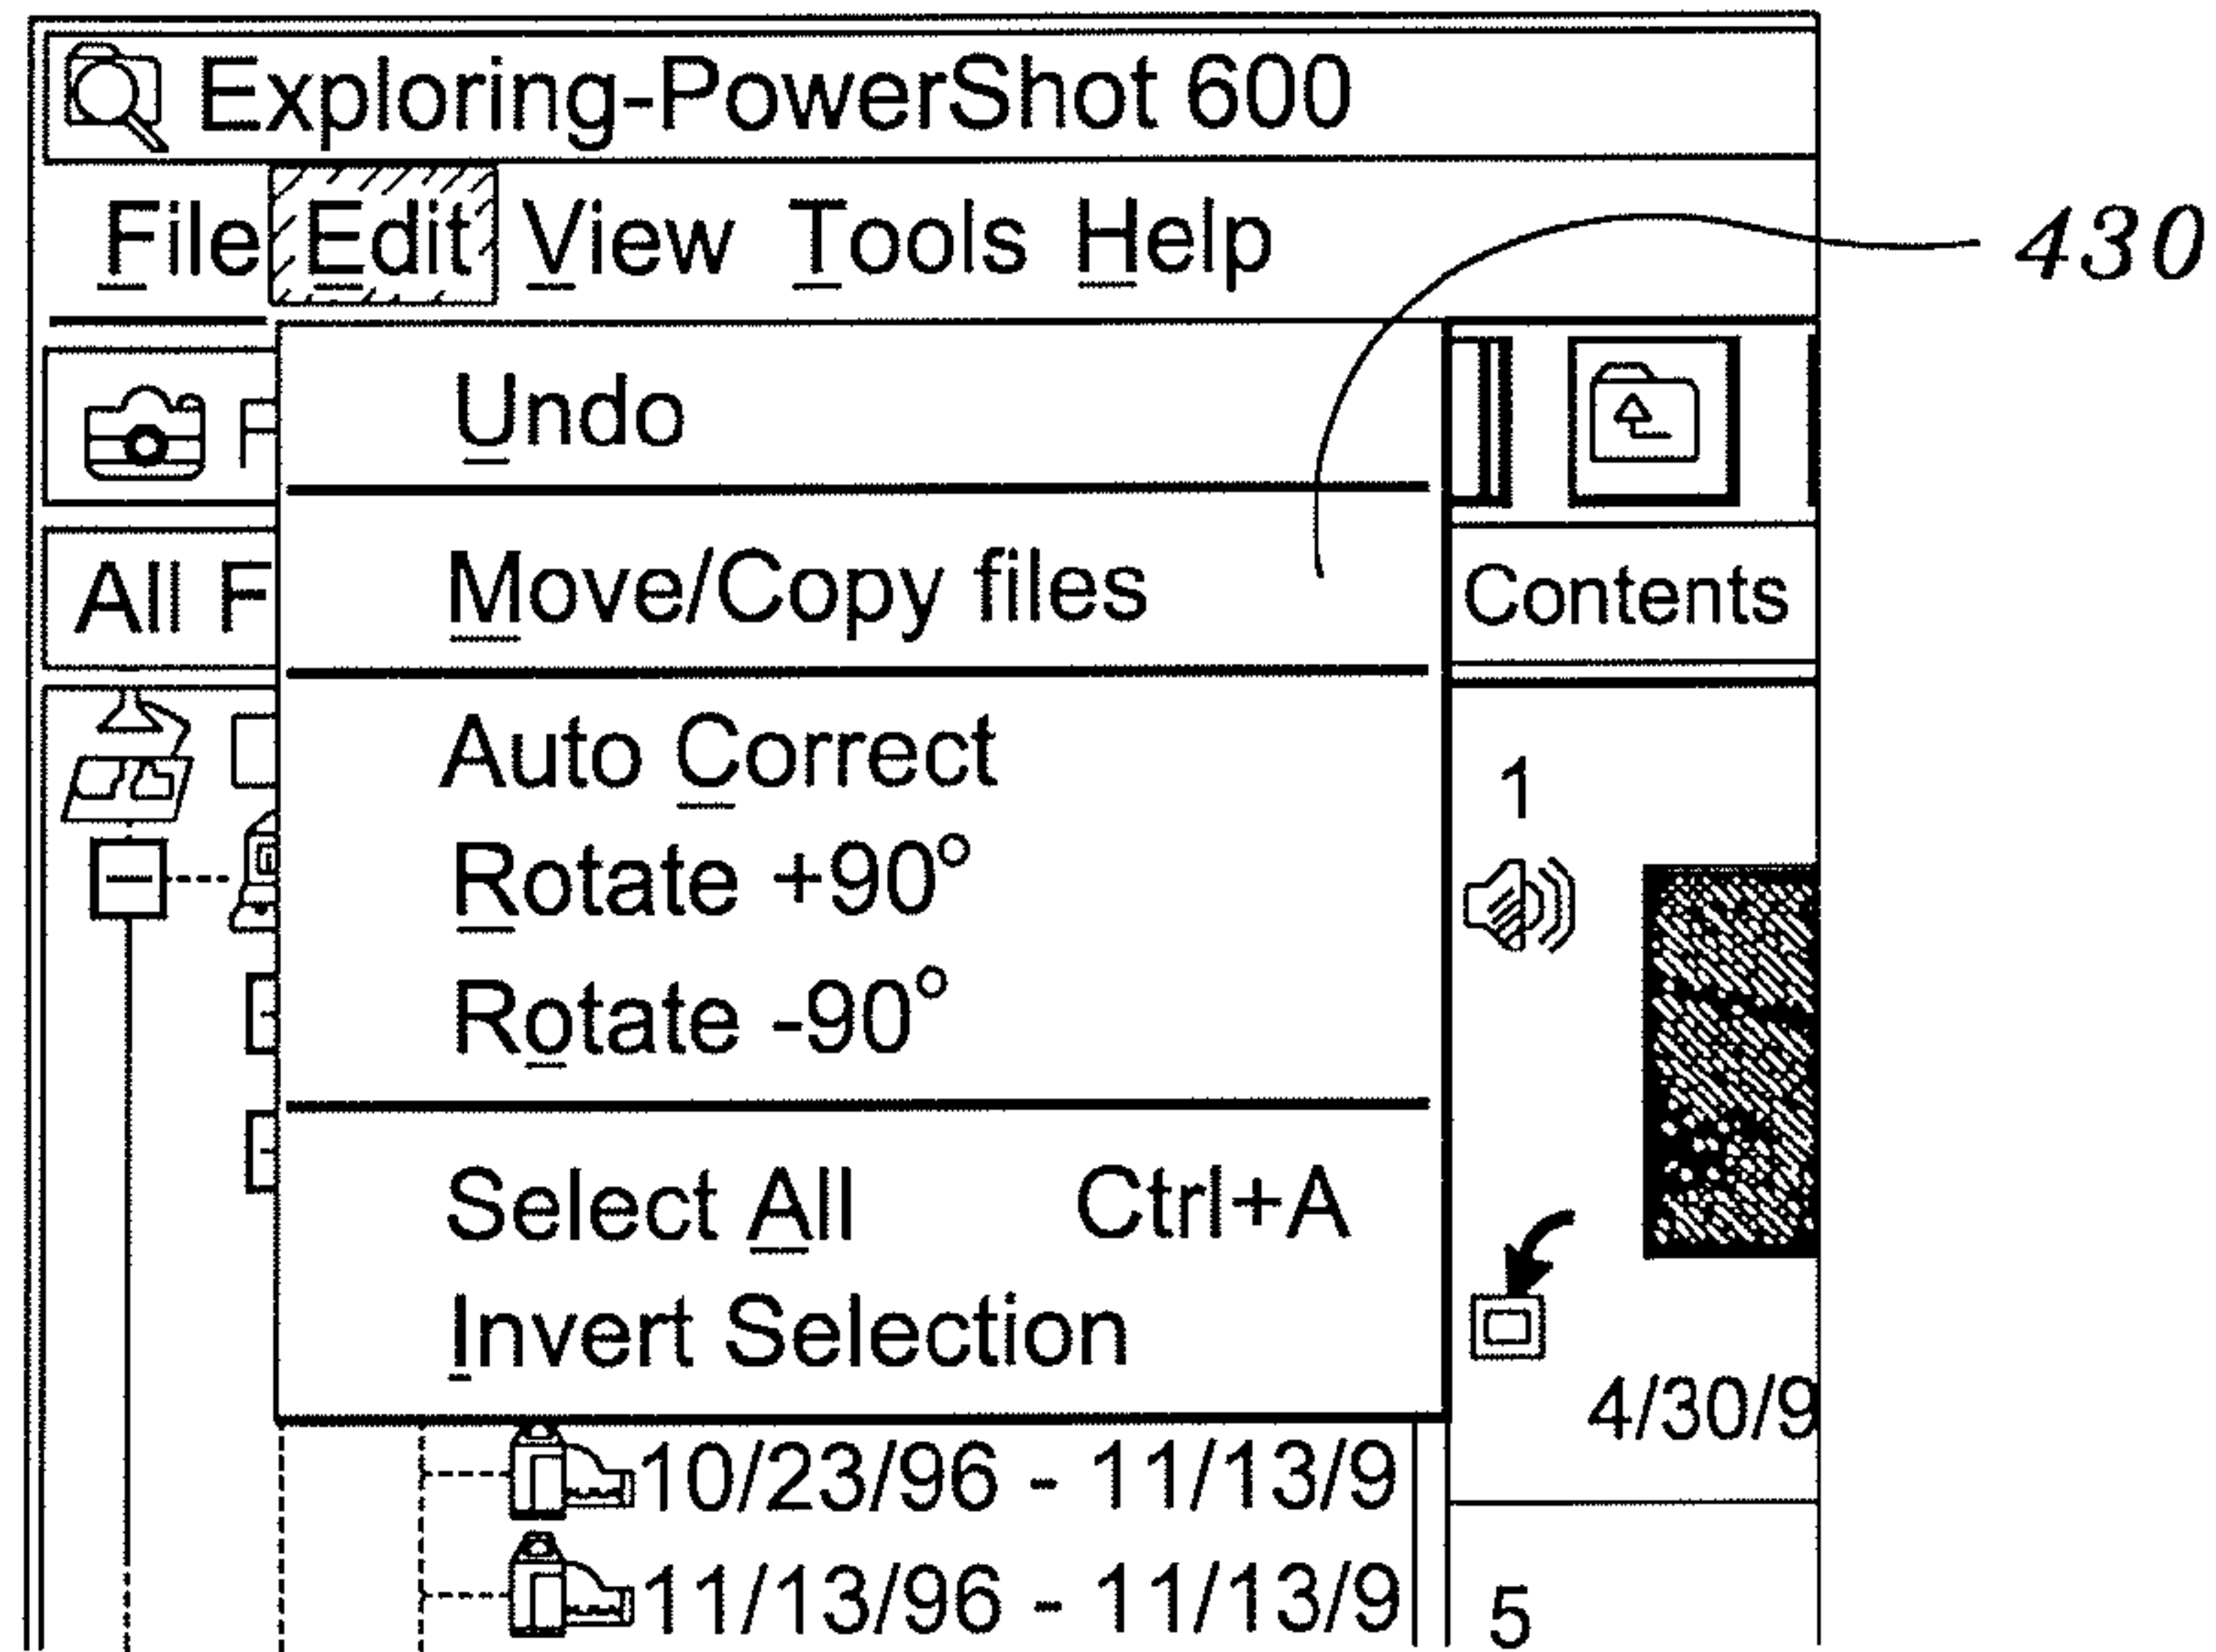 Exploring-PowerShot 600
File Edit View Tools Help
430
Undo
Move/Copy files
All F
Contents
Auto Correct
1
Rotate +90°
Rotate -90°
Select All Ctrl+A
Invert Selection
4/30/9
10/23/96 - 11/13/9
11/13/96 - 11/13/9
5